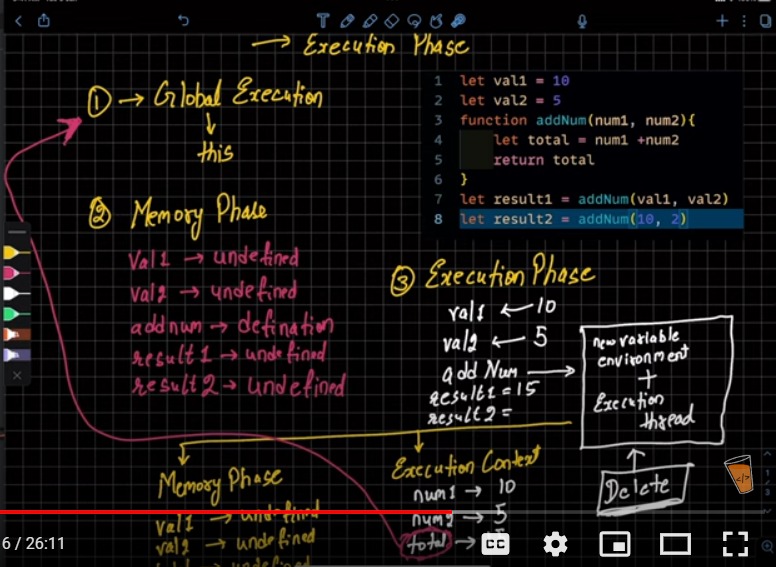 → Execution Phase
① → Global Execution
↓
this
1 let val1 = 10
2 let val2 = 5
3 function addNum(num1, num2){
4 let total = num1 +num2
5 return total
6 }
7 let result1 = addNum(val1, val2)
8 let result2 = addNum(10, 2)
② Memory Phase
Val1 → undefined
val2 → undefined
addnum → defination
result1 → undefined
result2 → undefined
③ Execution Phase
val1 ← 10
val2 ← 5
add Num →
result1 = 15
result2 =
new variable
environment
+
Execution
thread
Delete
Memory Phase
val1 → undefined
val2 → undefined
Execution Context
num1 → 10
num2 → 5
total →
6 / 26:11
CC